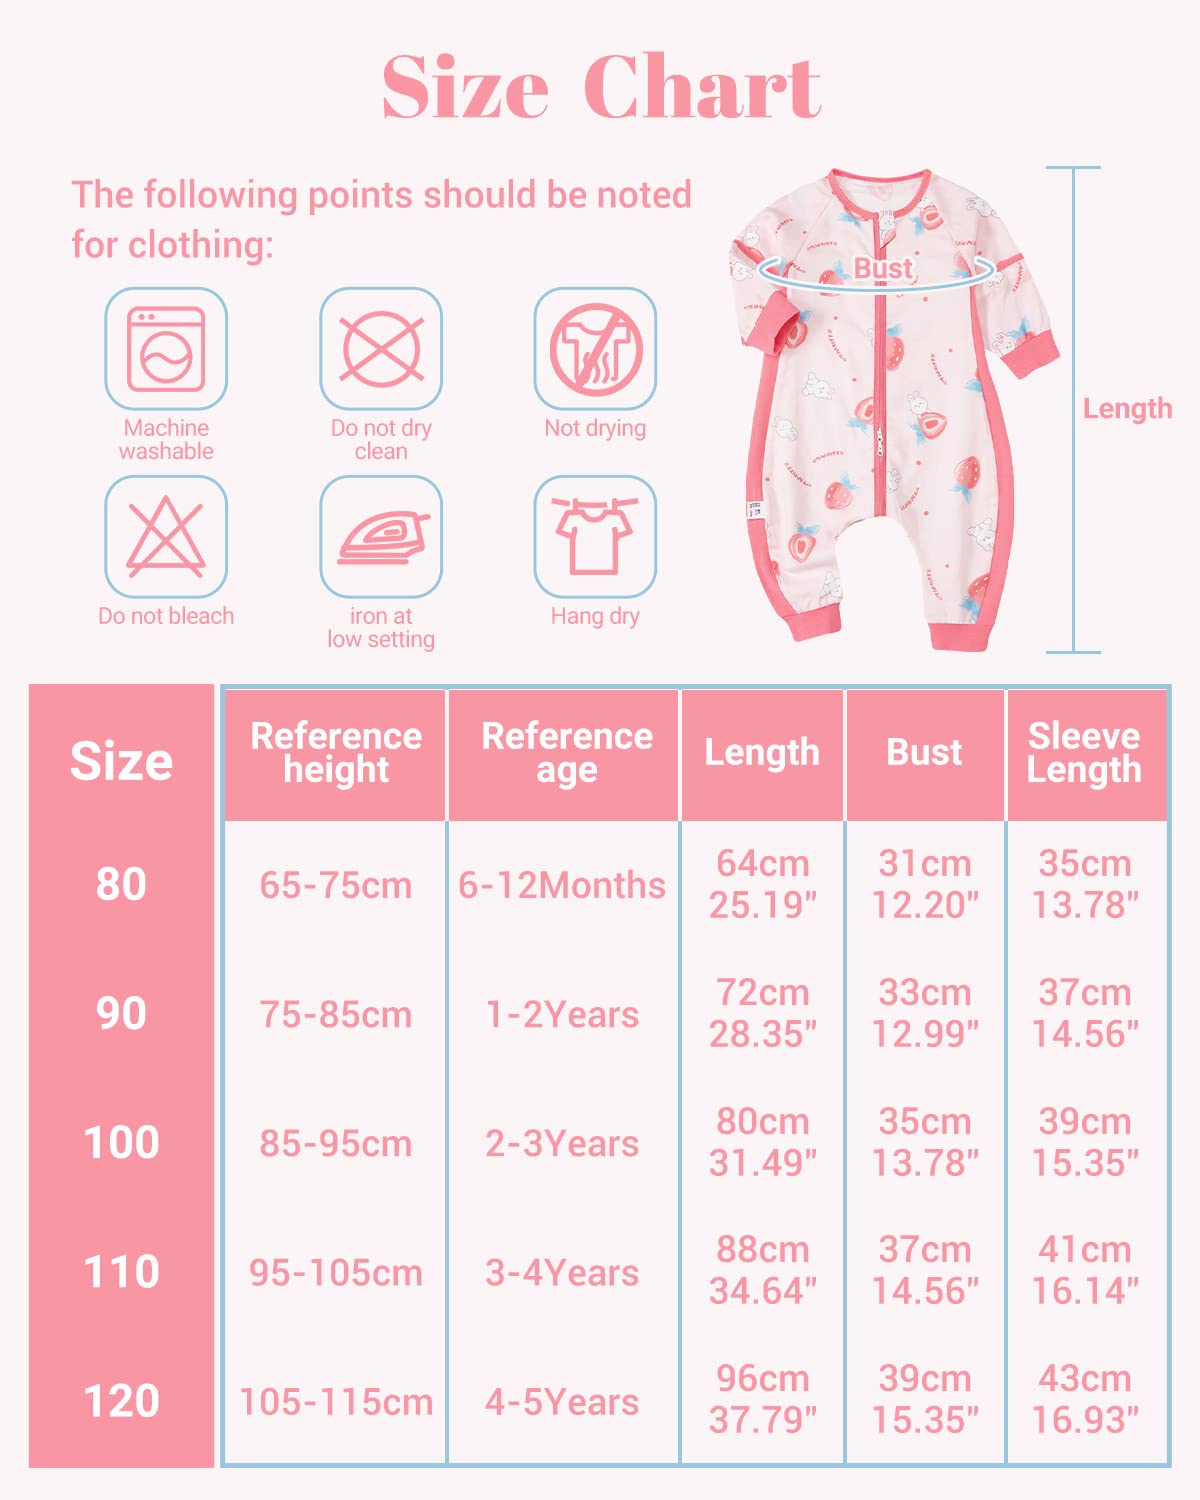 Size Chart
The following points should be noted
for clothing:
Machine
washable
Do not dry
clean
Not drying
Do not bleach
iron at
low setting
Hang dry
Bust
Length
Size
Reference
height
Reference
age
Length
Bust
Sleeve
Length
80
65-75cm
6-12Months
64cm
25.19”
31cm
12.20”
35cm
13.78”
90
75-85cm
1-2Years
72cm
28.35”
33cm
12.99”
37cm
14.56”
100
85-95cm
2-3Years
80cm
31.49”
35cm
13.78”
39cm
15.35”
110
95-105cm
3-4Years
88cm
34.64”
37cm
14.56”
41cm
16.14”
120
105-115cm
4-5Years
96cm
37.79”
39cm
15.35”
43cm
16.93”